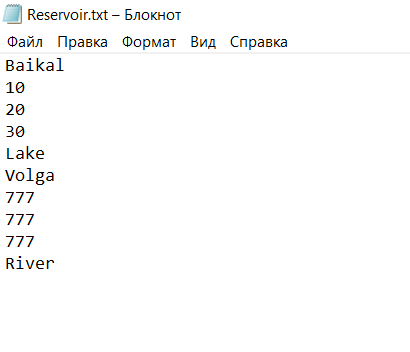 Reservoir.txt – Блокнот
Файл Правка Формат Вид Справка
Baikal
10
20
30
Lake
Volga
777
777
777
River